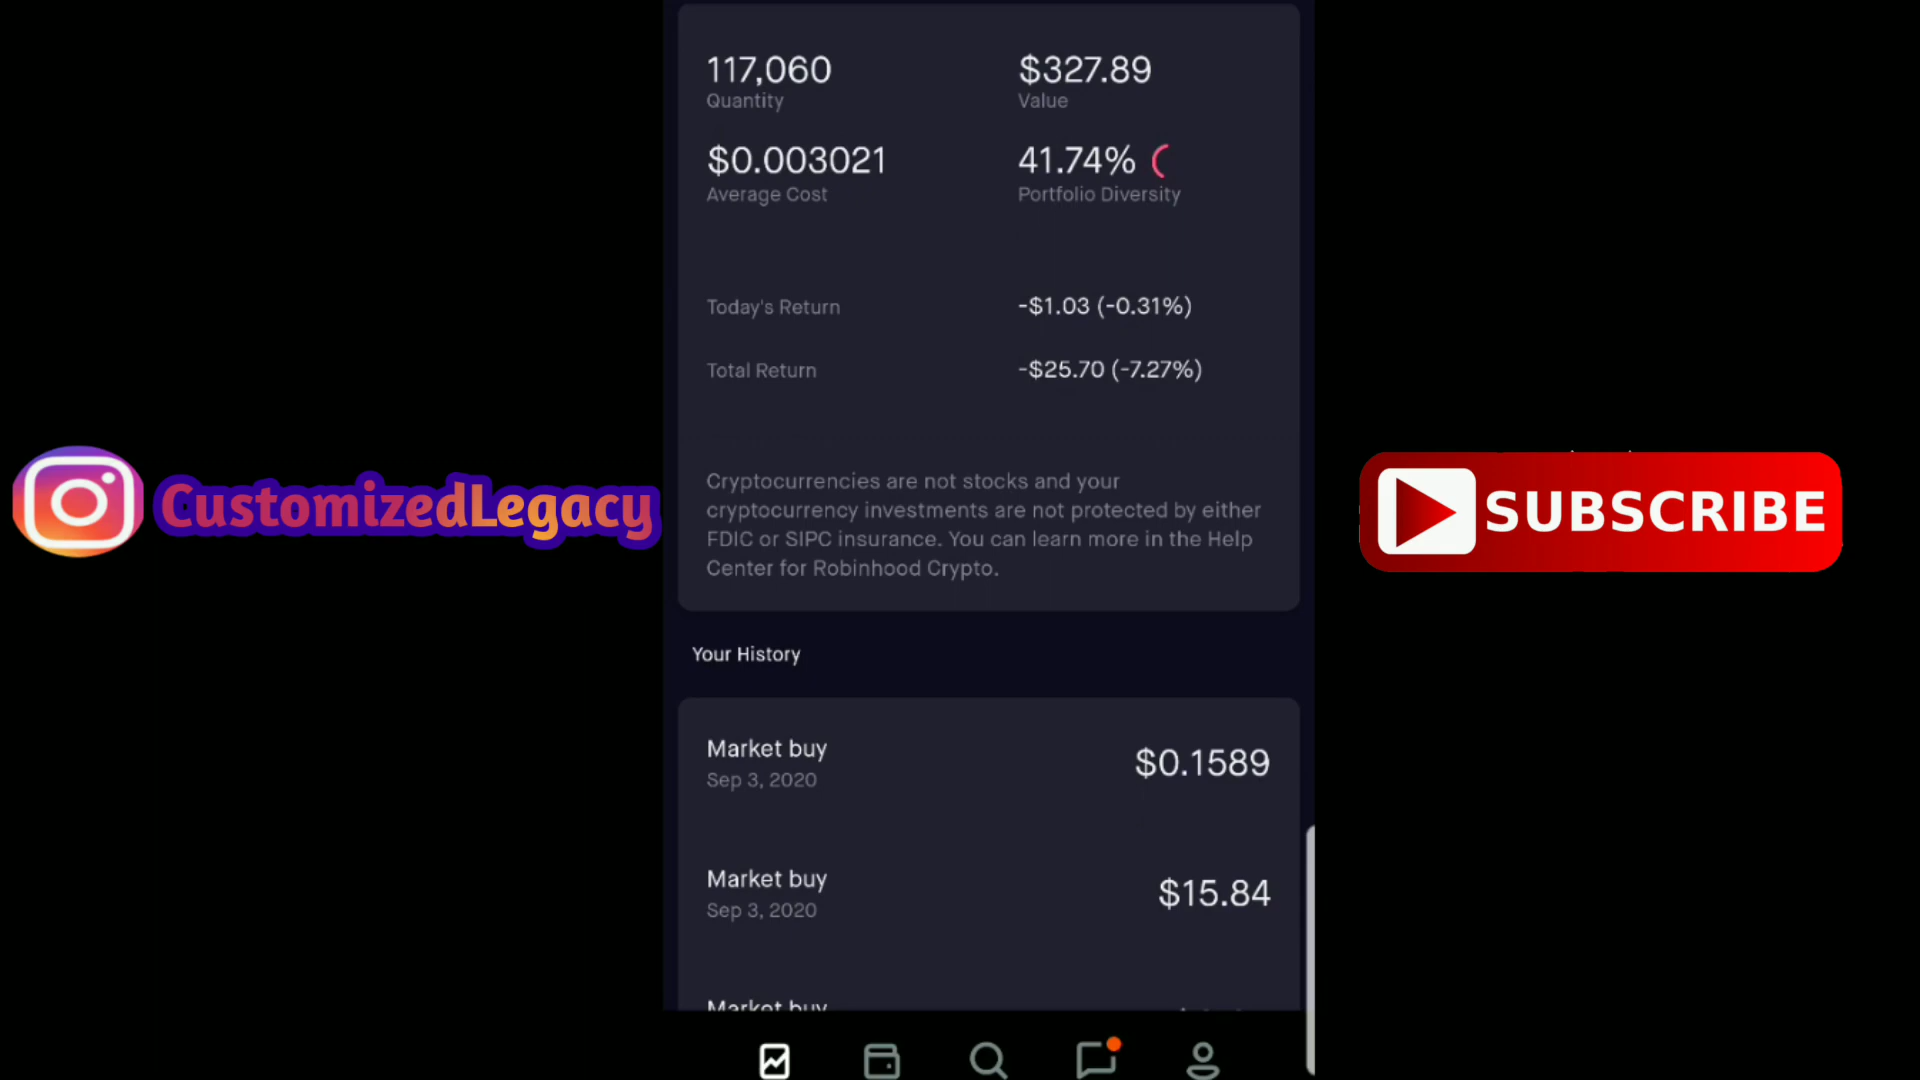 117,060
Quantity
$327.89
Value
$0.003021
Average Cost
41.74%
Portfolio Diversity
Today's Return
-$1.03 (-0.31%)
Total Return
-$25.70 (-7.27%)
Cryptocurrencies are not stocks and your
cryptocurrency investments are not protected by either
FDIC or SIPC insurance. You can learn more in the Help
Center for Robinhood Crypto.
CustomizedLegacy
SUBSCRIBE
Your History
Market buy
Sep 3, 2020
$0.1589
Market buy
Sep 3, 2020
$15.84
Market buy